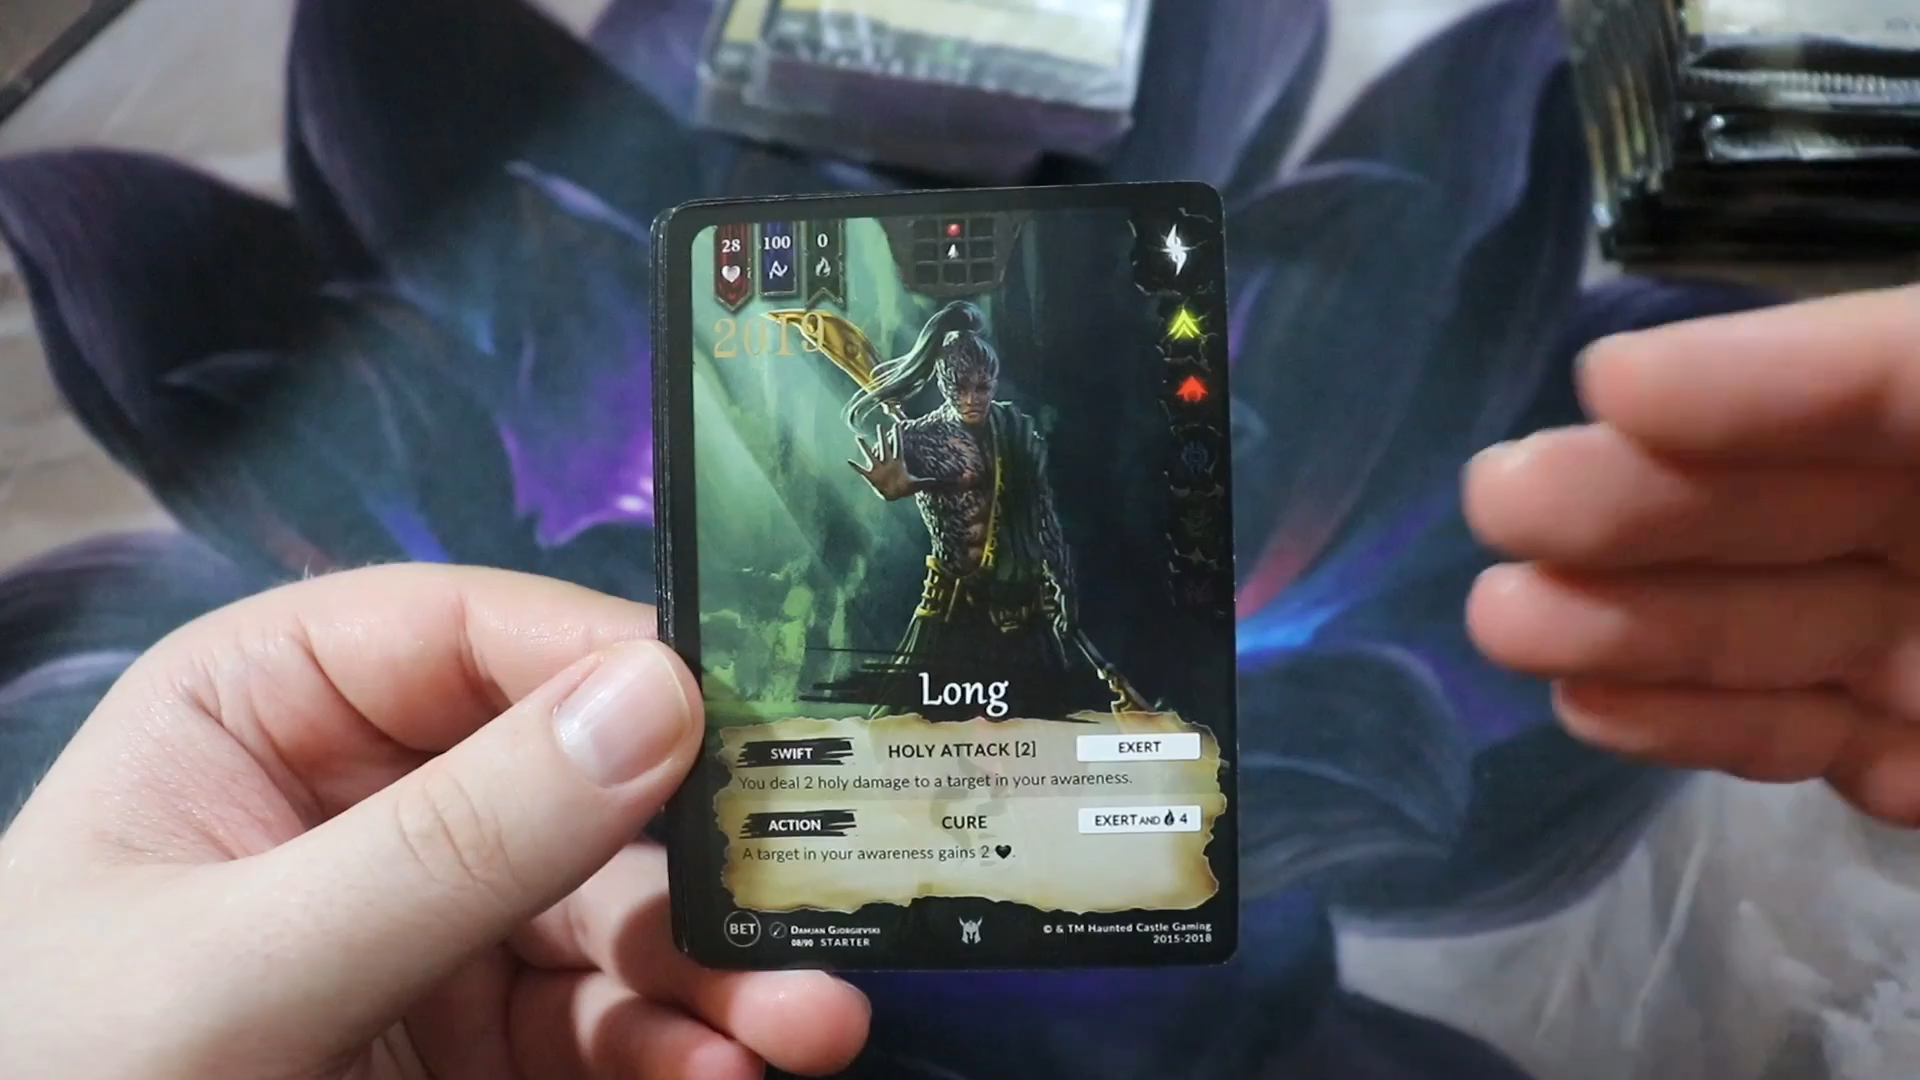 28
100
0
4
2019
Long
SWIFT HOLY ATTACK [2] EXERT
You deal 2 holy damage to a target in your awareness.
ACTION CURE EXERT AND 4
A target in your awareness gains 2 ♥.
BET
DAMJAN GJORGIEVSKI
08/90 STARTER
© & TM Haunted Castle Gaming
2015-2018